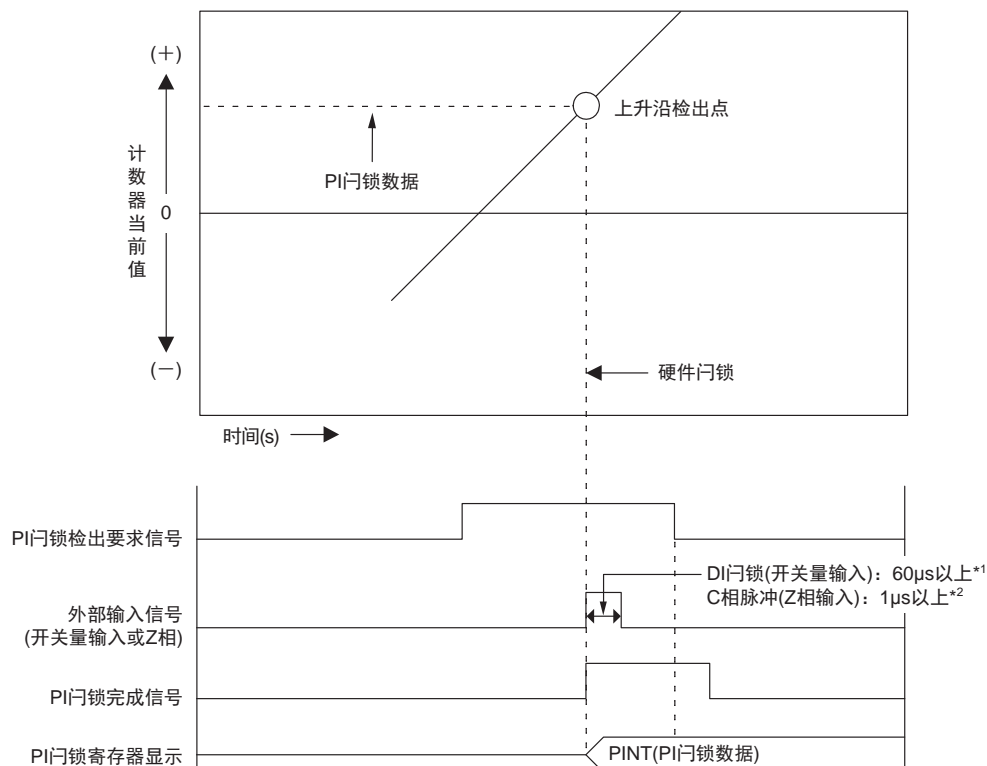 (+)
上升沿检出点
PI闩锁数据
计数器当前值
0
(−)
硬件闩锁
时间(s)
PI闩锁检出要求信号
DI闩锁(开关量输入)：60μs以上*1
C相脉冲(Z相输入)：1μs以上*2
外部输入信号
(开关量输入或Z相)
PI闩锁完成信号
PI闩锁寄存器显示
PINT(PI闩锁数据)